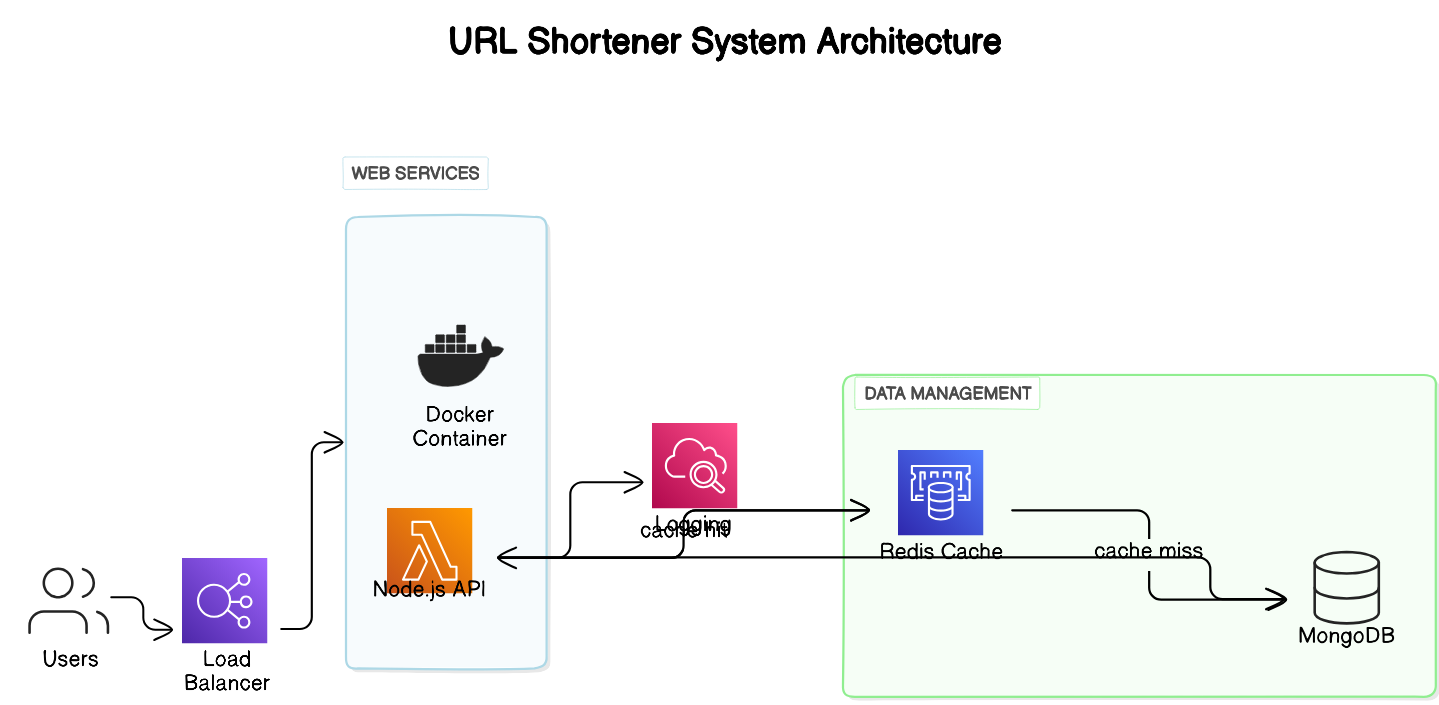 URL Shortener System Architecture
WEB SERVICES
Docker
Container
Node.js API
Users
Load
Balancer
Logging
cache hit
DATA MANAGEMENT
Redis Cache
cache miss
MongoDB